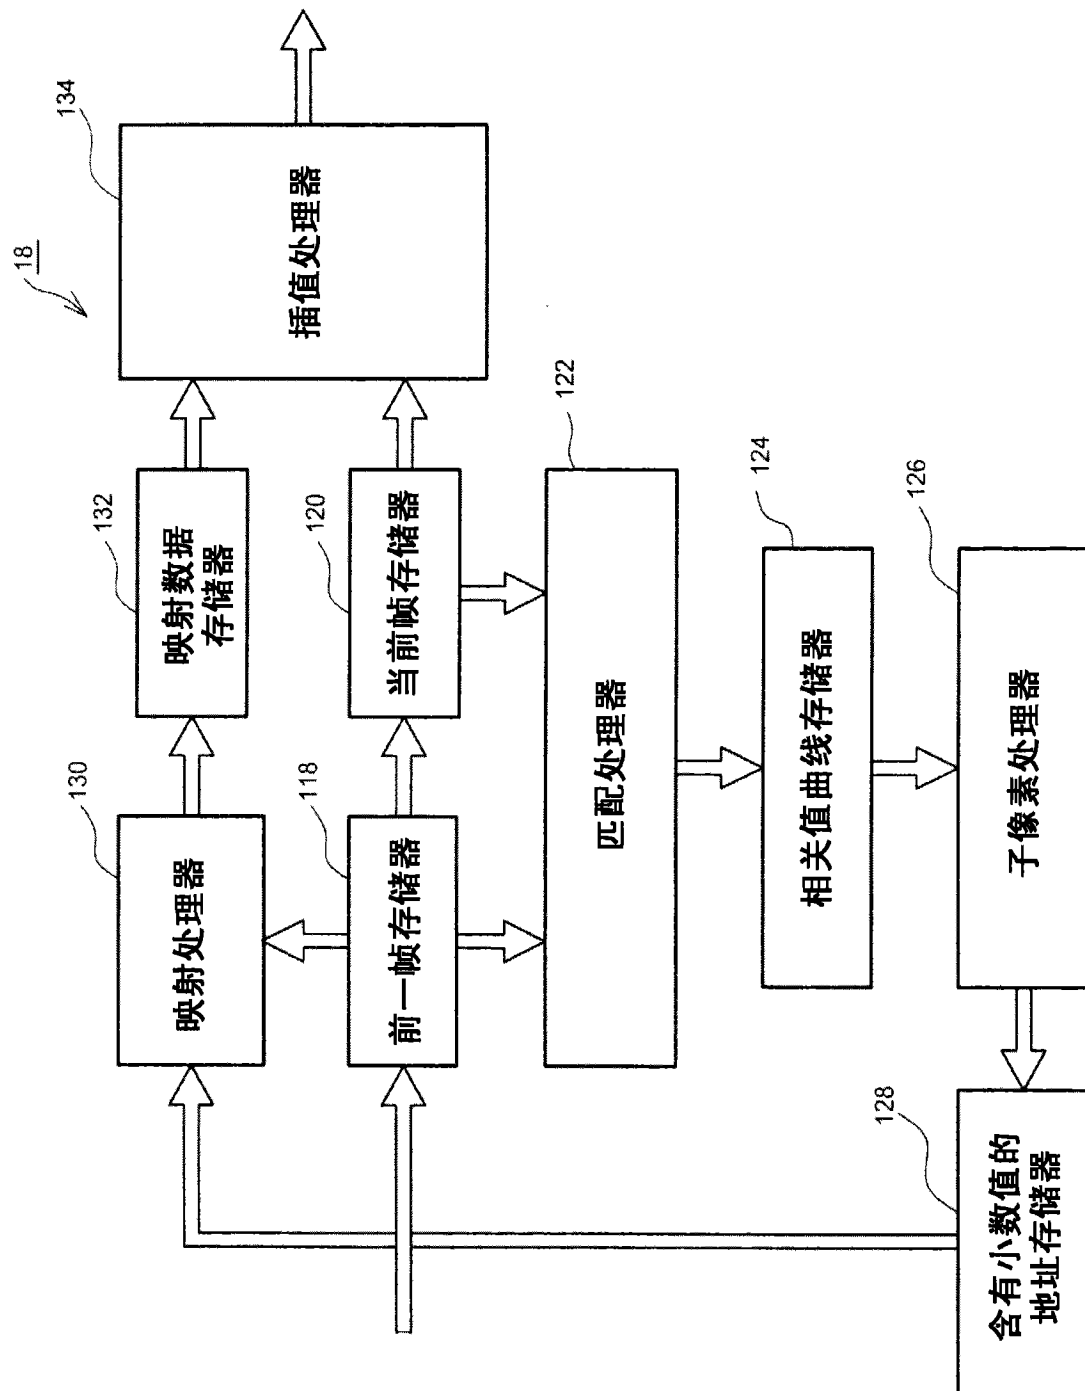 18
134
插值处理器
132
映射数据
存储器
120
当前帧存储器
130
映射处理器
118
前一帧存储器
122
匹配处理器
124
相关值曲线存储器
126
子像素处理器
128
含有小数值的
地址存储器